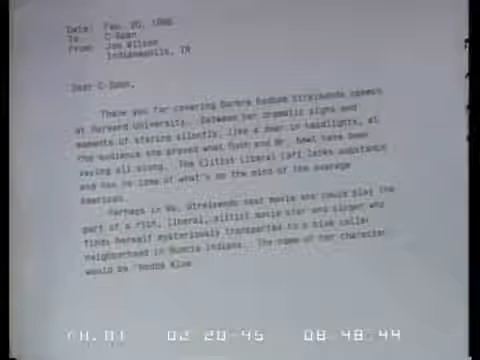 Date: Feb. 20, 1995
To: C-Span
From: Jon Wilson
Indianapolis, IN
Dear C-Span,
Thank you for covering Barbra Streisands speech
at Harvard University. Between her dramatic sighs and
moments of staring silently, like a deer in headlights, at
the audience she proved what Rush and Mr. Newt have been
saying all along. The Elitist Liberal Left lacks substance
and has no idea of what's on the mind of the average
American.
Perhaps in Ms. Streisands next movie she could play the
part of a rich, liberal, elitist movie star and singer who
finds herself mysteriously transported to a blue collar
neighborhood in Muncie Indiana. The name of her character
would be
CH.01 02-20-95 08:48:44